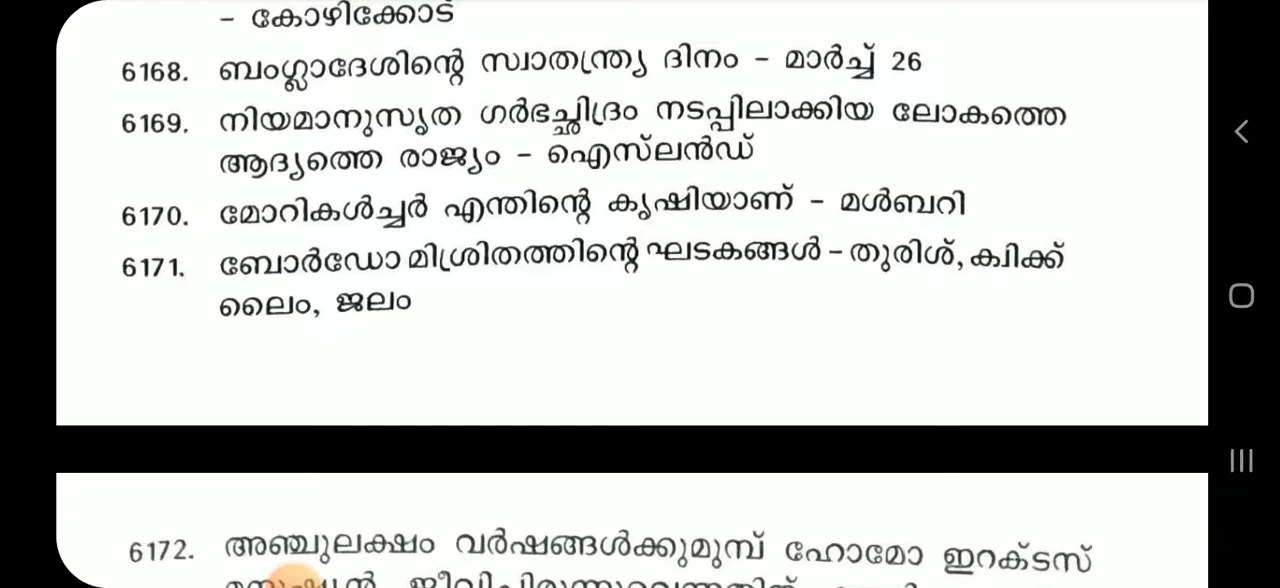 - കോഴിക്കോട്
6168. ബംഗ്ലാദേശിന്റെ സ്വാതന്ത്ര്യ ദിനം - മാർച്ച് 26
6169. നിയമാനുസൃത ഗർഭച്ഛിദ്രം നടപ്പിലാക്കിയ ലോകത്തെ
ആദ്യത്തെ രാജ്യം - ഐസ്‌ലൻഡ്
6170. മോറികൾച്ചർ എന്തിന്റെ കൃഷിയാണ് - മൾബറി
6171. ബോർഡോ മിശ്രിതത്തിന്റെ ഘടകങ്ങൾ - തുരിശ്, ക്വിക്ക്
ലൈം, ജലം
6172. അഞ്ചുലക്ഷം വർഷങ്ങൾക്കുമുമ്പ് ഹോമോ ഇറക്ടസ്